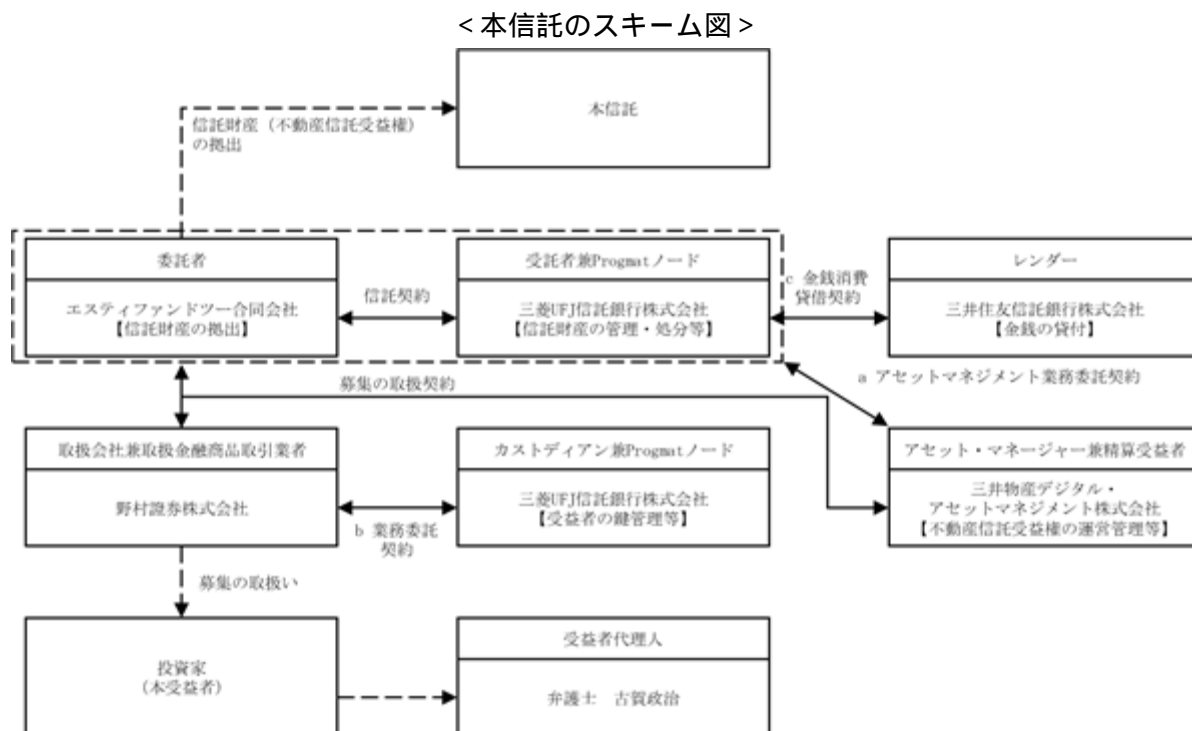 <本信託のスキーム図>
本信託
信託財産（不動産信託受益権）
の拠出
委託者
エスティファンドツー合同会社
【信託財産の拠出】
信託契約
受託者兼Progmatノード
三菱UFJ信託銀行株式会社
【信託財産の管理・処分等】
c 金銭消費
貸借契約
レンダー
三井住友信託銀行株式会社
【金銭の貸付】
募集の取扱契約
a アセットマネジメント業務委託契約
取扱会社兼取扱金融商品取引業者
野村證券株式会社
b 業務委託
契約
カストディアン兼Progmatノード
三菱UFJ信託銀行株式会社
【受益者の鍵管理等】
アセット・マネージャー兼精算受益者
三井物産デジタル・
アセットマネジメント株式会社
【不動産信託受益権の運営管理等】
募集の取扱い
投資家
（本受益者）
受益者代理人
弁護士　古賀政治